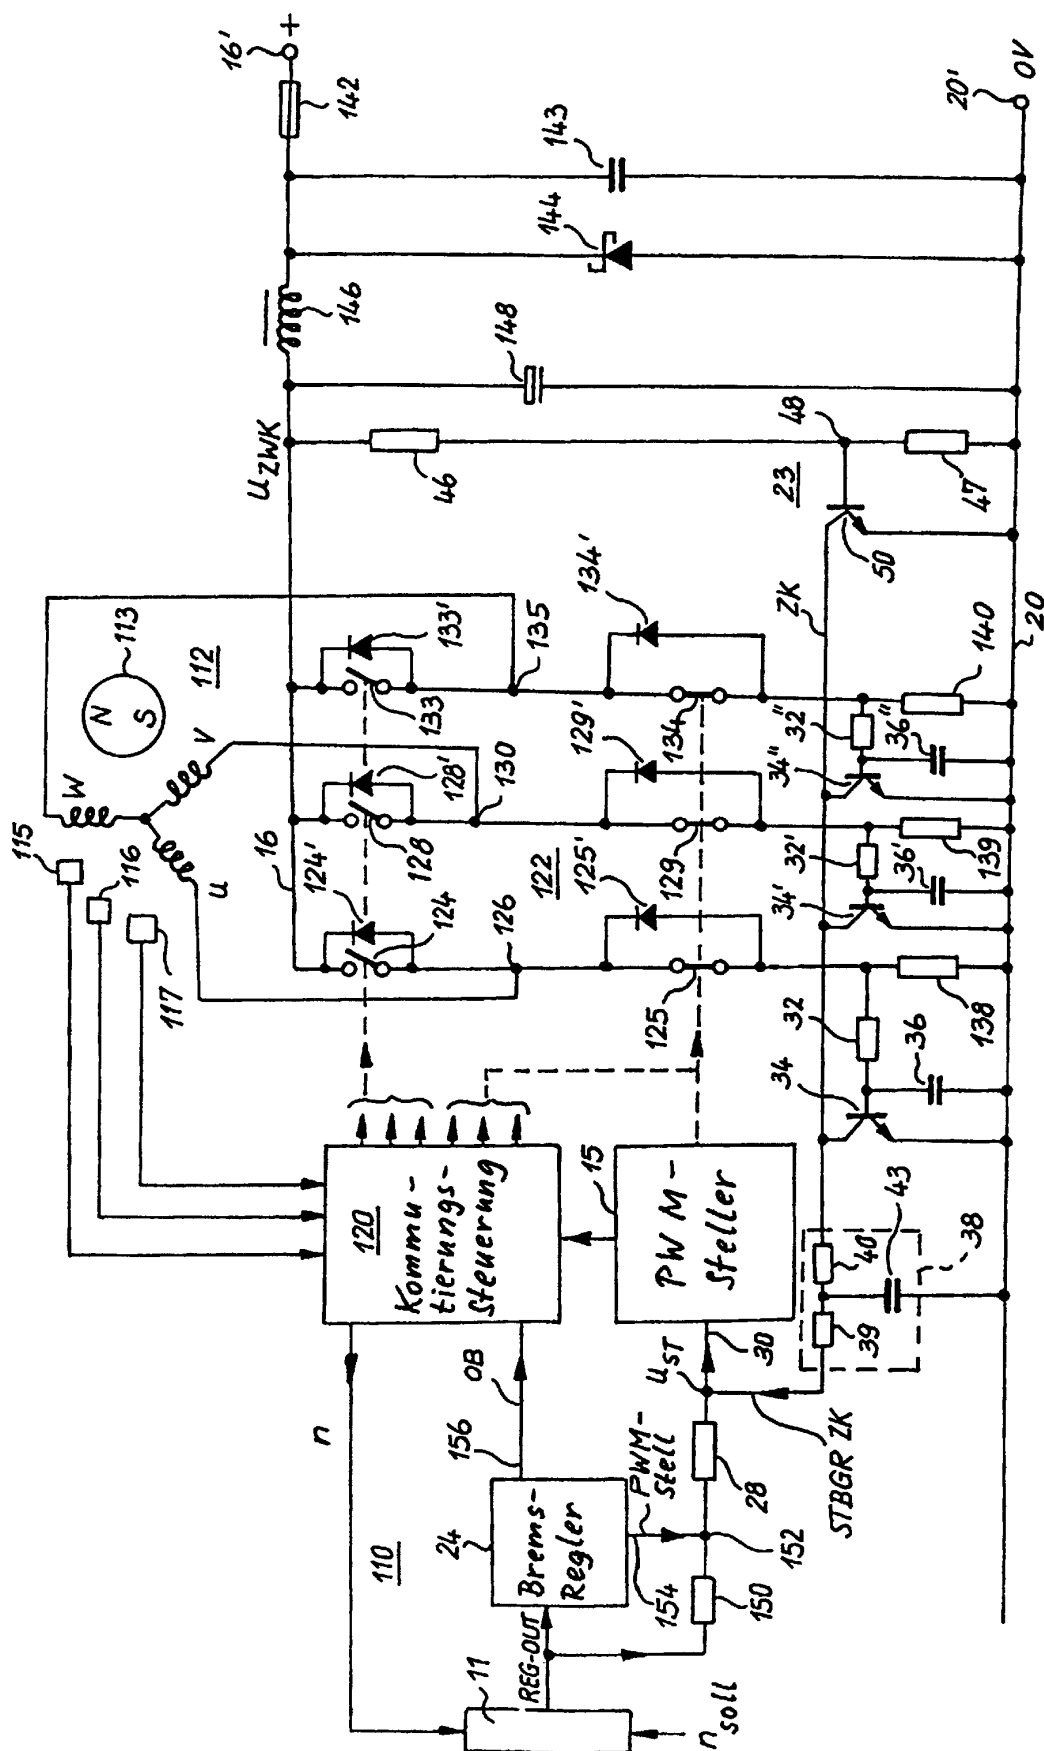 115
116
117
W
N
S
113
112
V
U
16
U_ZWK
16'
+
142
146
143
144
148
46
23
48
47
50
20'
0V
n
110
120
Kommu-
tierungs-
Steuerung
124'
124
128'
128
133'
133
126
122
130
135
125'
125
129'
129
134'
134
OB
156
24
Brems-
Regler
15
PWM-
Steller
11
REG-OUT
154
PWM-
Stell
150
152
28
U_ST
30
n_soll
STBGR ZK
39
40
43
38
34
32
36
138
34'
32'
36'
139
34''
32''
36''
140
ZK
20